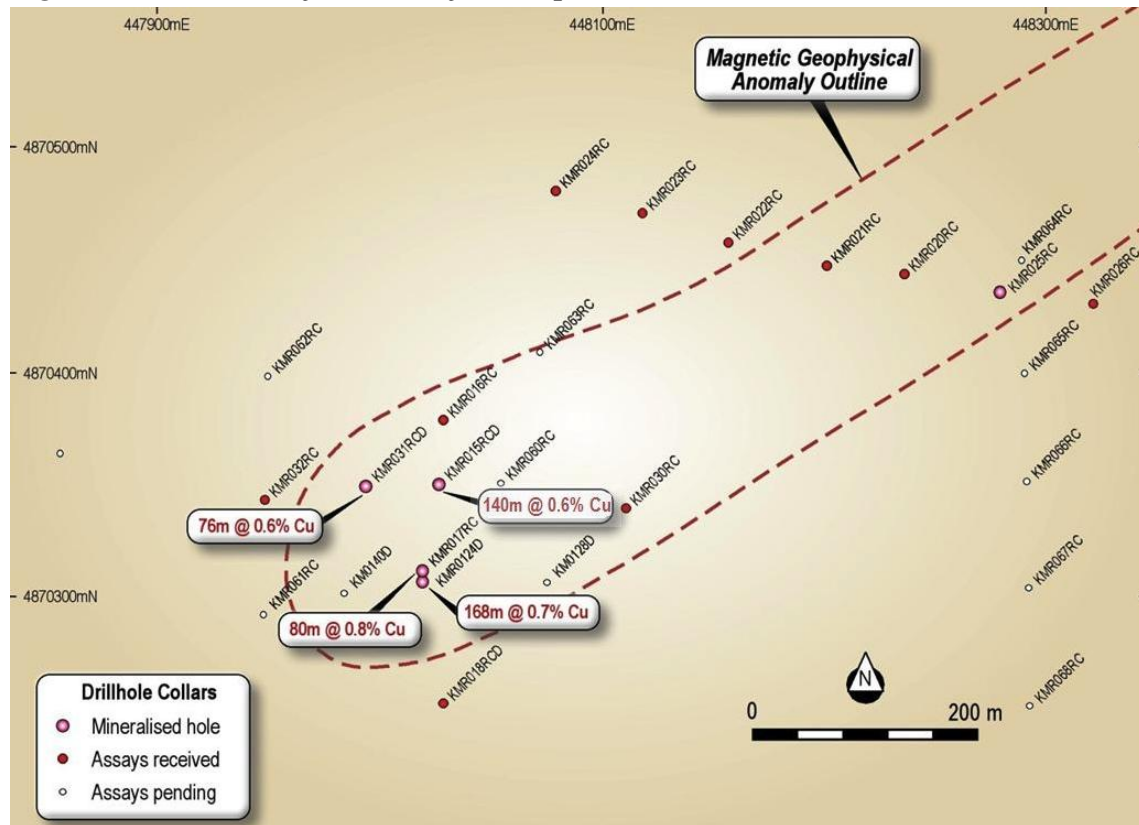 447900mE
448100mE
448300mE
Magnetic Geophysical
Anomaly Outline
4870500mN
KMR024RC
KMR023RC
KMR022RC
KMR021RC
KMR020RC
KMR064RC
KMR025RC
KMR026RC
KMR063RC
KMR062RC
4870400mN
KMR065RC
KMR016RC
KMR031RCD
KMR015RCD
KMR060RC
KMR032RC
KMR030RC
KMR066RC
76m @ 0.6% Cu
140m @ 0.6% Cu
KMR017RC
KMR0124D
KM0140D
KM0128D
KMR061RC
KMR067RC
4870300mN
80m @ 0.8% Cu
168m @ 0.7% Cu
KMR018RCD
KMR068RC
N
0 200 m
Drillhole Collars
Mineralised hole
Assays received
Assays pending